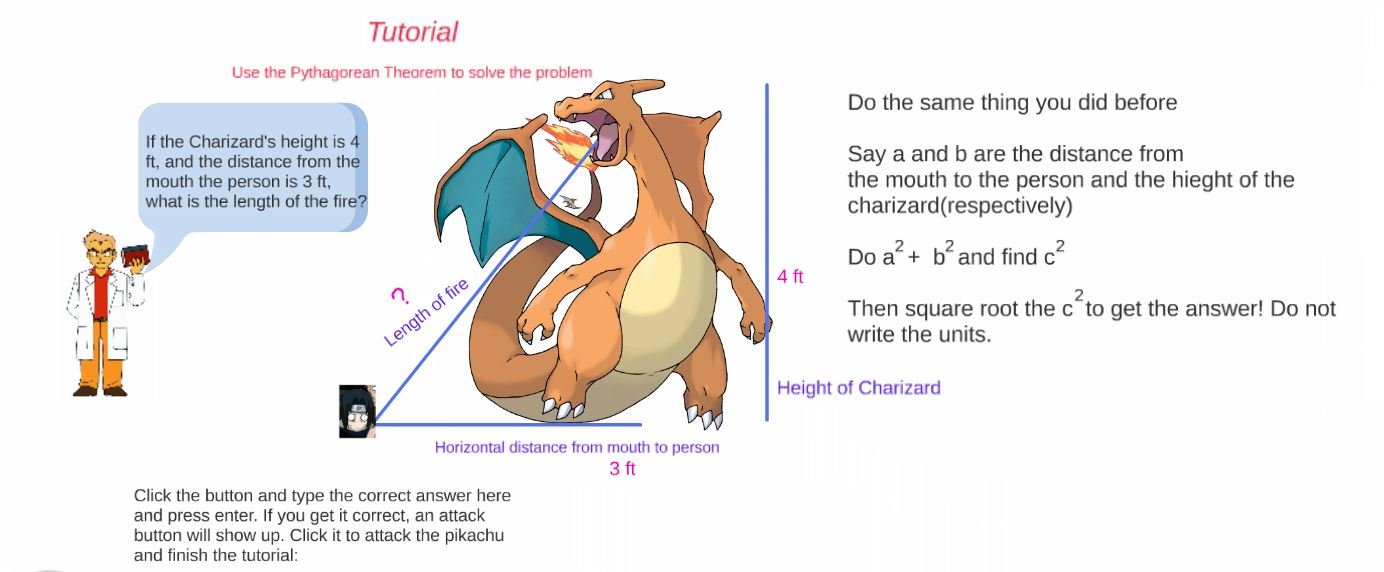 Tutorial
Use the Pythagorean Theorem to solve the problem
If the Charizard's height is 4
ft, and the distance from the
mouth the person is 3 ft,
what is the length of the fire?
Do the same thing you did before
Say a and b are the distance from
the mouth to the person and the hieght of the
charizard(respectively)
Do a² + b² and find c²
Then square root the c² to get the answer! Do not
write the units.
?
Length of fire
4 ft
Height of Charizard
Horizontal distance from mouth to person
3 ft
Click the button and type the correct answer here
and press enter. If you get it correct, an attack
button will show up. Click it to attack the pikachu
and finish the tutorial: